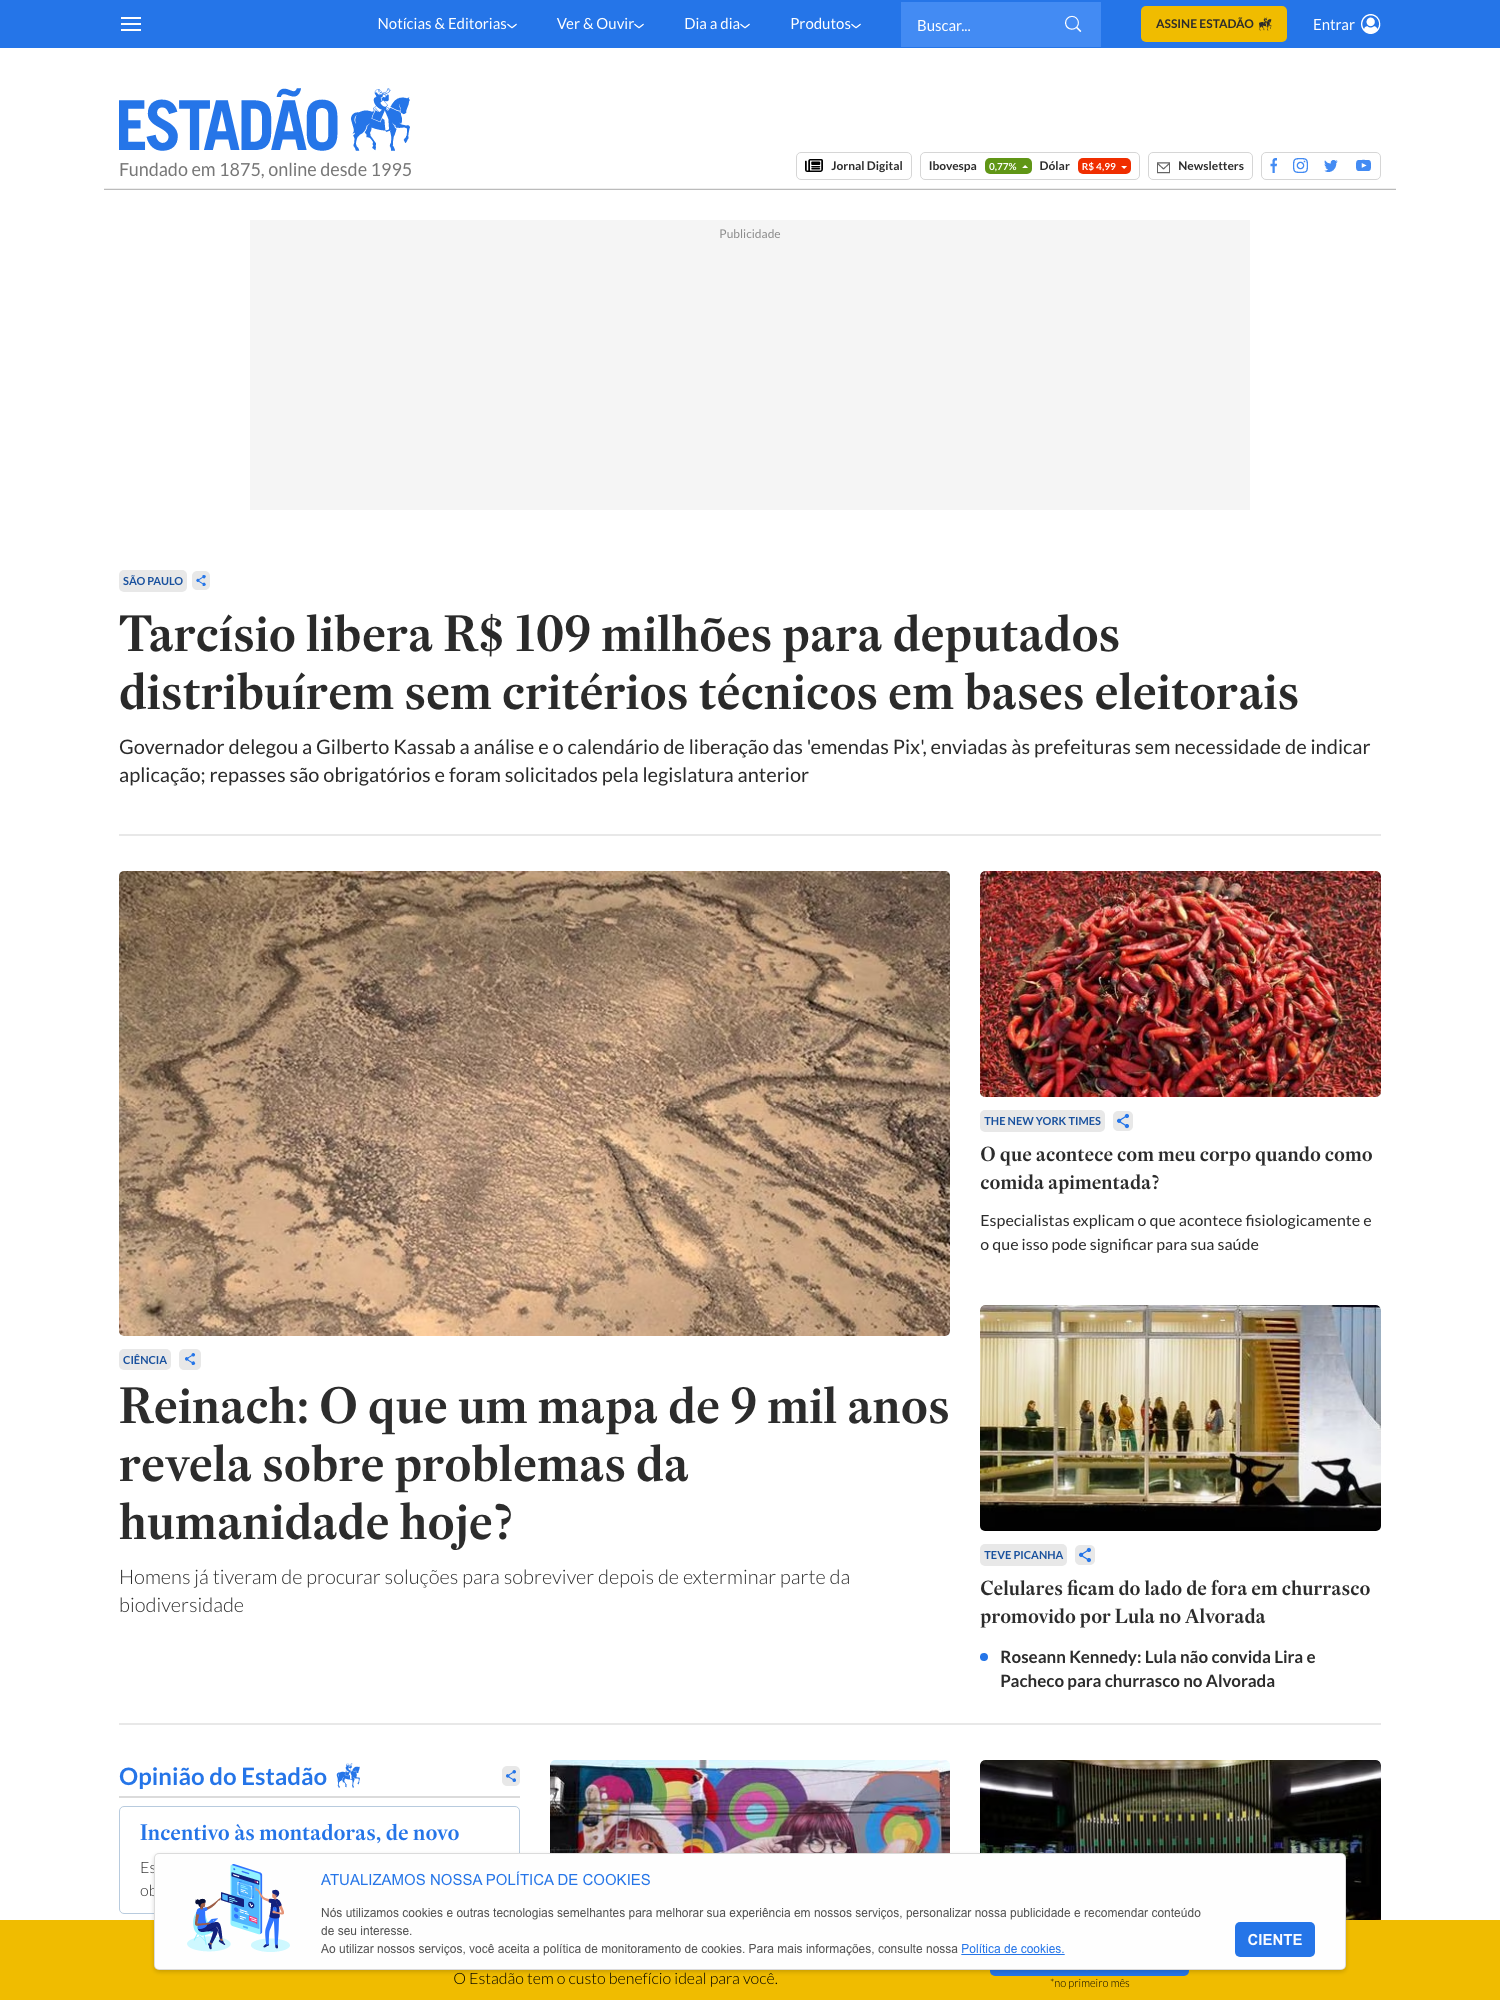 Notícias & Editorias
Ver & Ouvir
Dia a dia
Produtos
Buscar...
ASSINE ESTADÃO
Entrar
ESTADÃO
Fundado em 1875, online desde 1995
Jornal Digital
Ibovespa 0,77% Dólar R$ 4,99
Newsletters
Publicidade
SÃO PAULO
Tarcísio libera R$ 109 milhões para deputados
distribuírem sem critérios técnicos em bases eleitorais
Governador delegou a Gilberto Kassab a análise e o calendário de liberação das 'emendas Pix', enviadas às prefeituras sem necessidade de indicar
aplicação; repasses são obrigatórios e foram solicitados pela legislatura anterior
CIÊNCIA
Reinach: O que um mapa de 9 mil anos
revela sobre problemas da
humanidade hoje?
Homens já tiveram de procurar soluções para sobreviver depois de exterminar parte da
biodiversidade
THE NEW YORK TIMES
O que acontece com meu corpo quando como
comida apimentada?
Especialistas explicam o que acontece fisiologicamente e
o que isso pode significar para sua saúde
TEVE PICANHA
Celulares ficam do lado de fora em churrasco
promovido por Lula no Alvorada
Roseann Kennedy: Lula não convida Lira e
Pacheco para churrasco no Alvorada
Opinião do Estadão
Incentivo às montadoras, de novo
ATUALIZAMOS NOSSA POLÍTICA DE COOKIES
Nós utilizamos cookies e outras tecnologias semelhantes para melhorar sua experiência em nossos serviços, personalizar nossa publicidade e recomendar conteúdo
de seu interesse.
Ao utilizar nossos serviços, você aceita a política de monitoramento de cookies. Para mais informações, consulte nossa Política de cookies.
CIENTE
O Estadão tem o custo benefício ideal para você.
*no primeiro mês